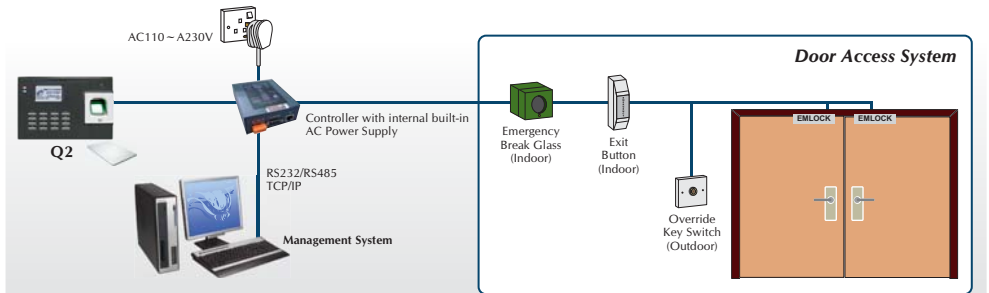 AC110 ~ A230V
Door Access System
Q2
Controller with internal built-in
AC Power Supply
Emergency
Break Glass
(Indoor)
Exit
Button
(Indoor)
EMLOCK
EMLOCK
RS232/RS485
TCP/IP
Management System
Override
Key Switch
(Outdoor)